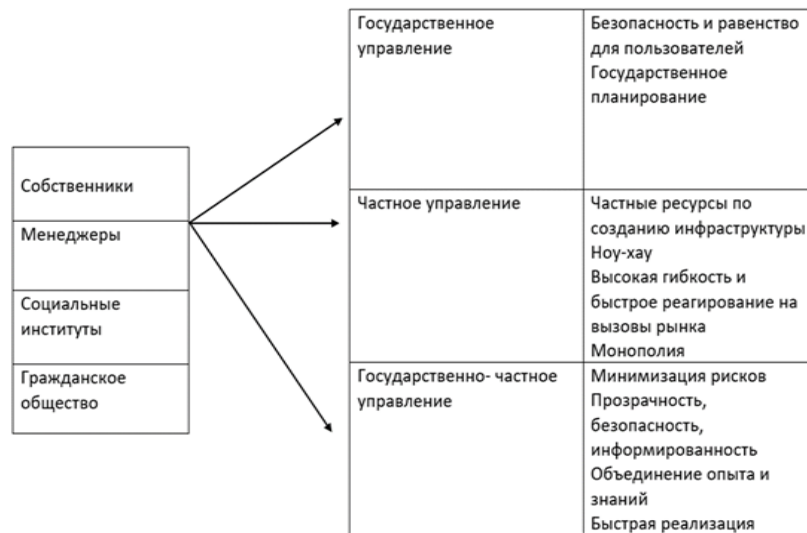 Собственники
Менеджеры
Социальные
институты
Гражданское
общество
Государственное
управление
Безопасность и равенство
для пользователей
Государственное
планирование
Частное управление
Частные ресурсы по
созданию инфраструктуры
Ноу-хау
Высокая гибкость и
быстрое реагирование на
вызовы рынка
Монополия
Государственно- частное
управление
Минимизация рисков
Прозрачность,
безопасность,
информированность
Объединение опыта и
знаний
Быстрая реализация